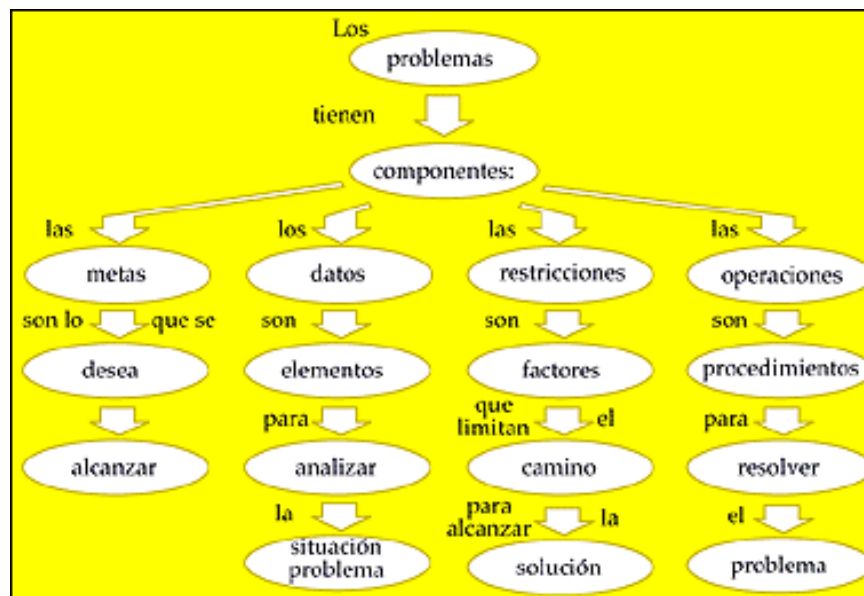 Los
problemas
tienen
componentes:
las
los
las
las
metas
datos
restricciones
operaciones
son lo
que se
son
son
son
desea
elementos
factores
procedimientos
para
que
limitan
el
para
alcanzar
analizar
camino
resolver
la
para
alcanzar
la
el
situación
problema
solución
problema